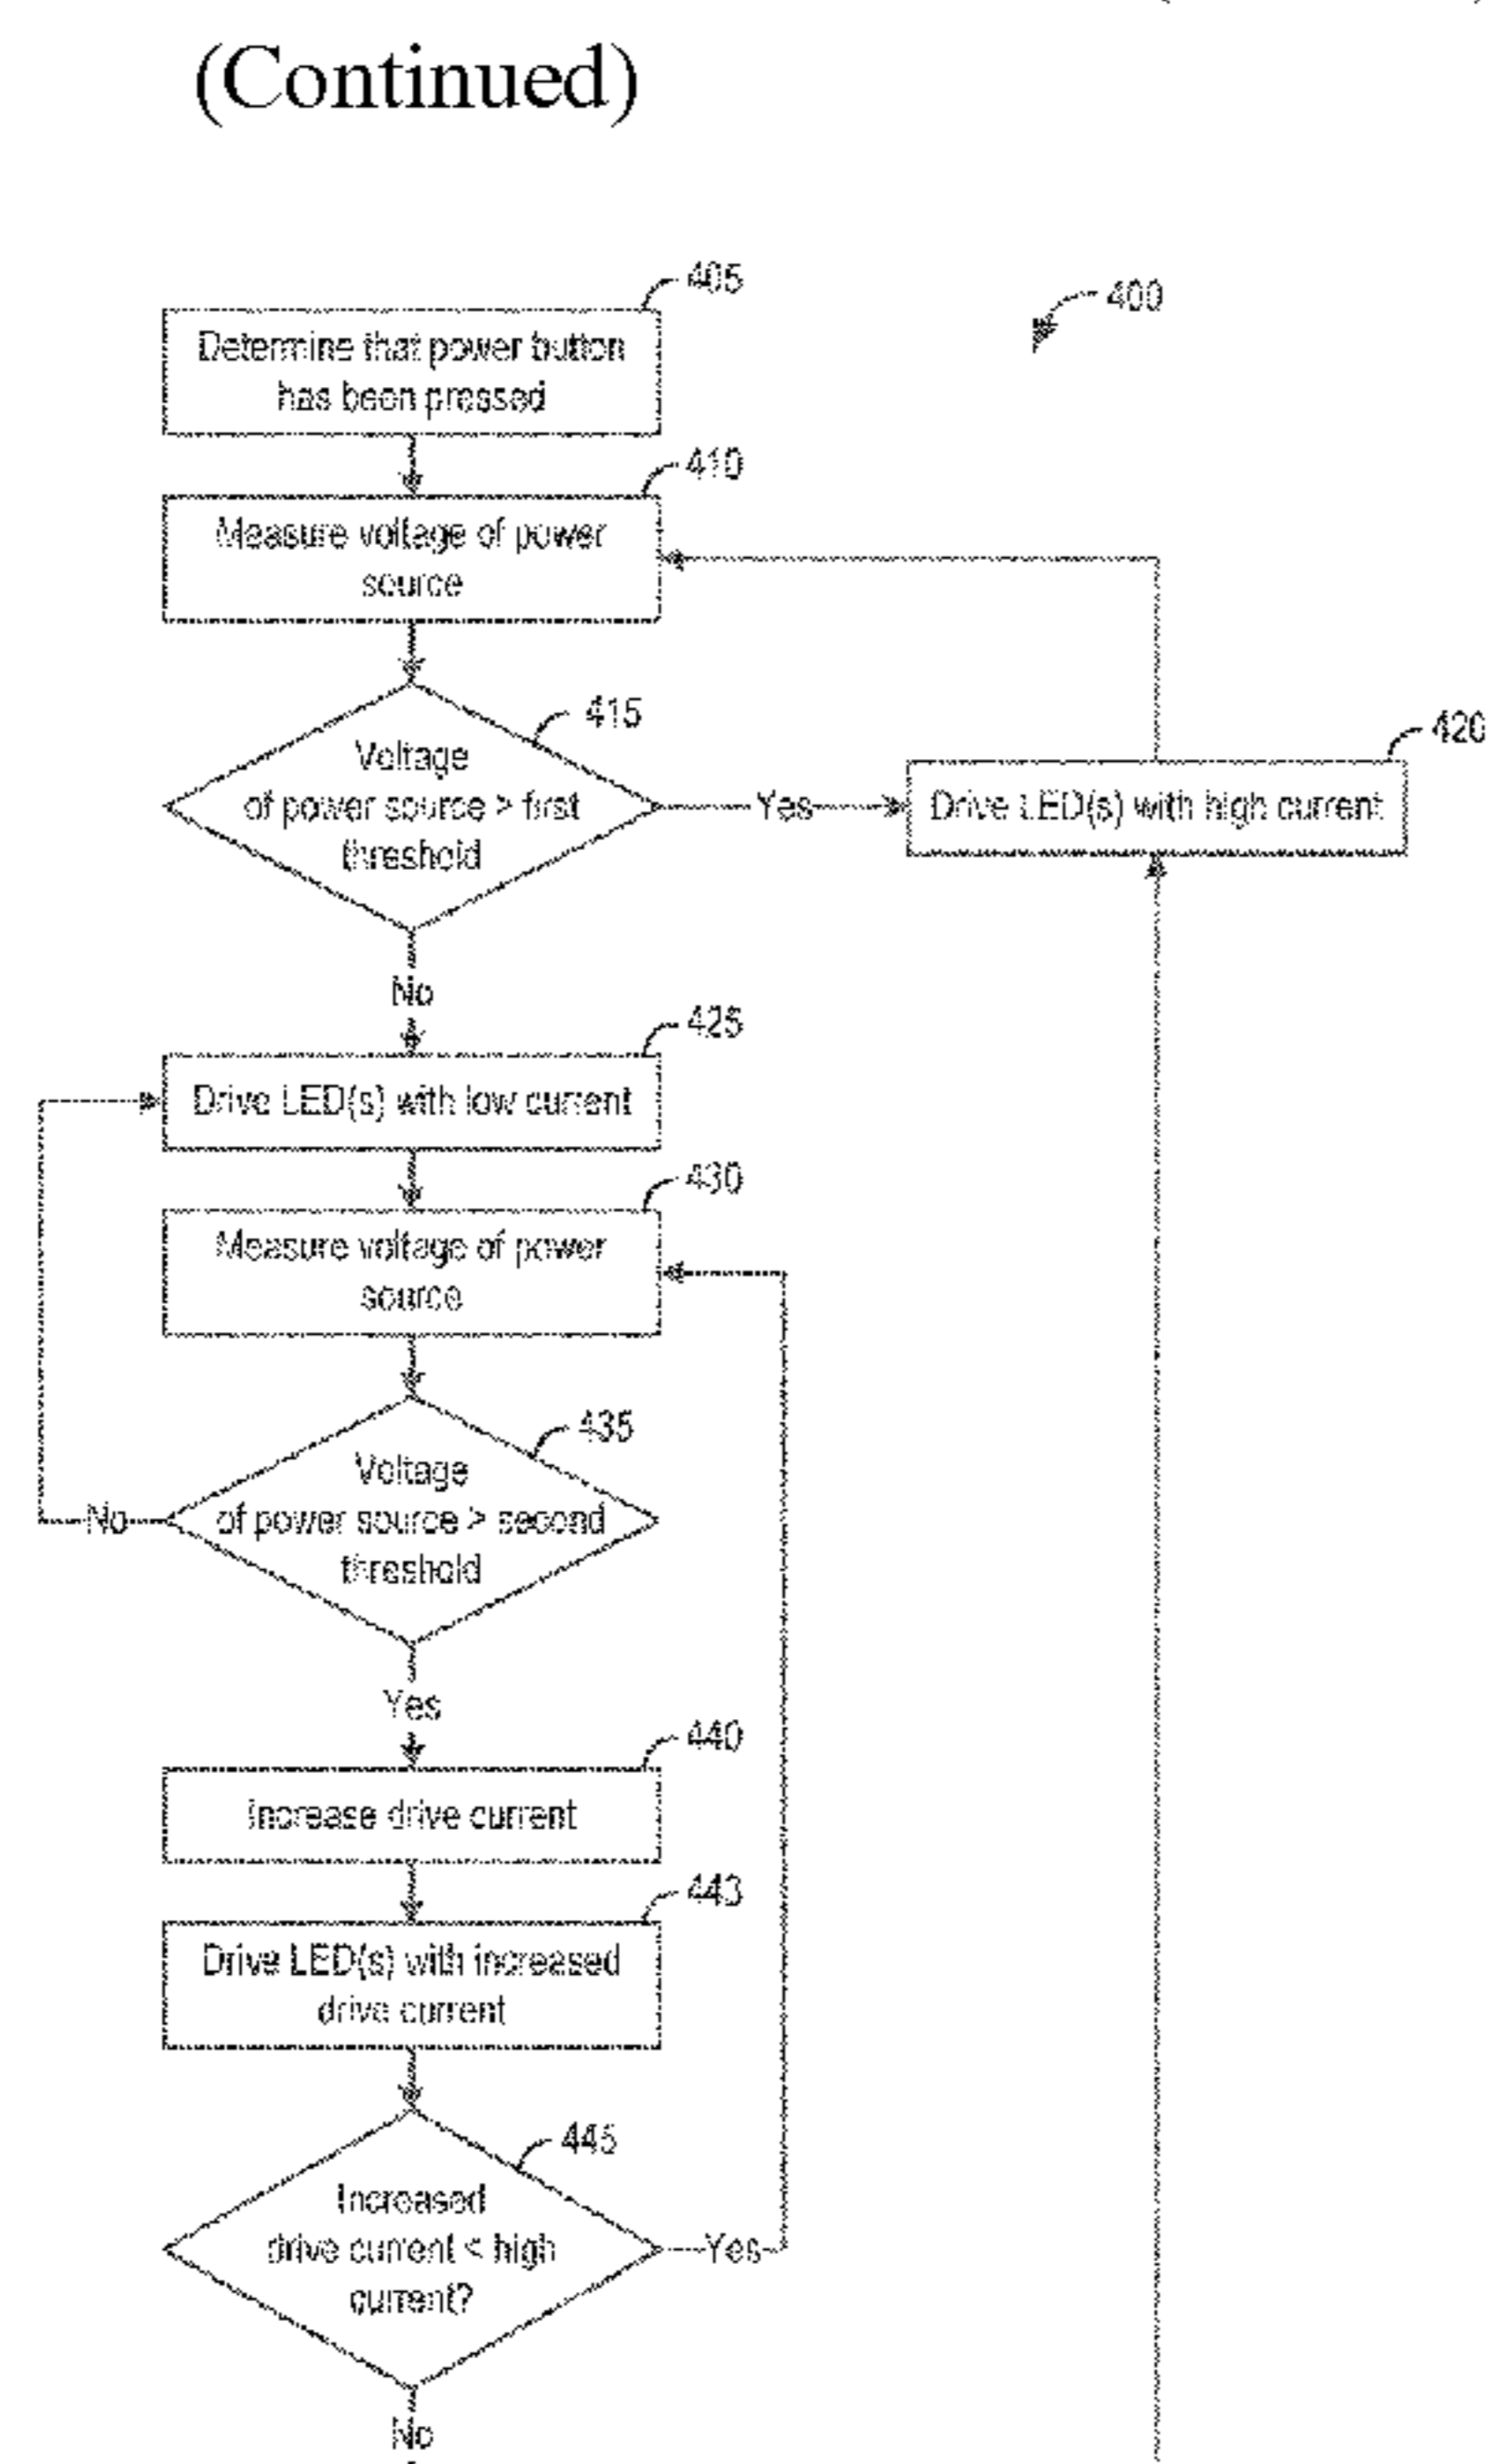 (Continued)
405
400
Determine that power button
has been pressed
410
Measure voltage of power
source
415
420
Voltage
of power source > first
threshold
Yes
Drive LED(s) with high current
No
425
Drive LED(s) with low current
430
Measure voltage of power
source
435
Voltage
of power source > second
threshold
No
Yes
440
Increase drive current
443
Drive LED(s) with increased
drive current
445
Increased
drive current < high
current?
Yes
No